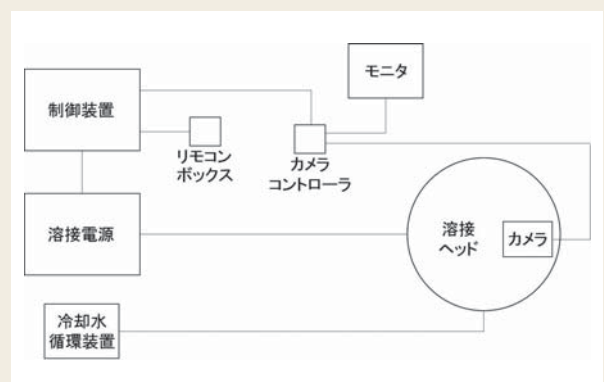 モニタ
制御装置
リモコン
ボックス
カメラ
コントローラ
溶接電源
溶接
ヘッド
カメラ
冷却水
循環装置